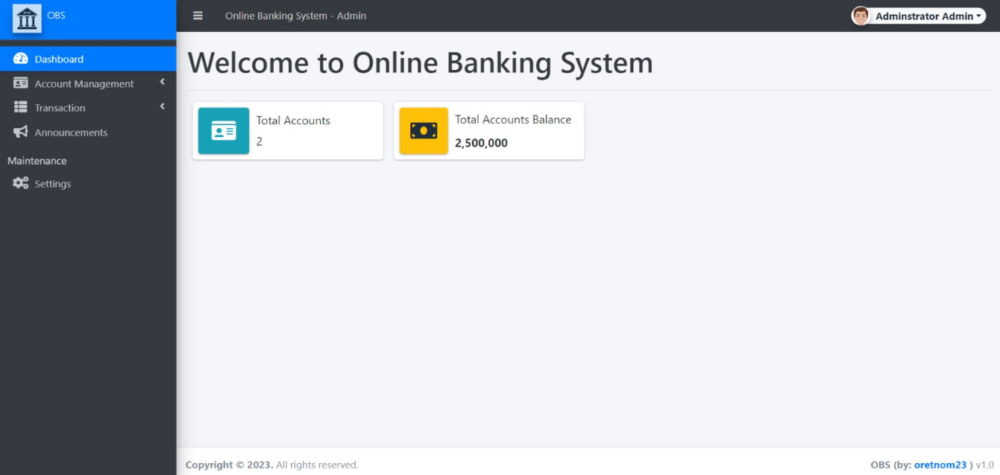 OBS
Online Banking System - Admin
Adminstrator Admin
Dashboard
Account Management
Transaction
Announcements
Maintenance
Settings
Welcome to Online Banking System
Total Accounts
2
Total Accounts Balance
2,500,000
Copyright © 2023. All rights reserved.
OBS (by: oretnom23 ) v1.0